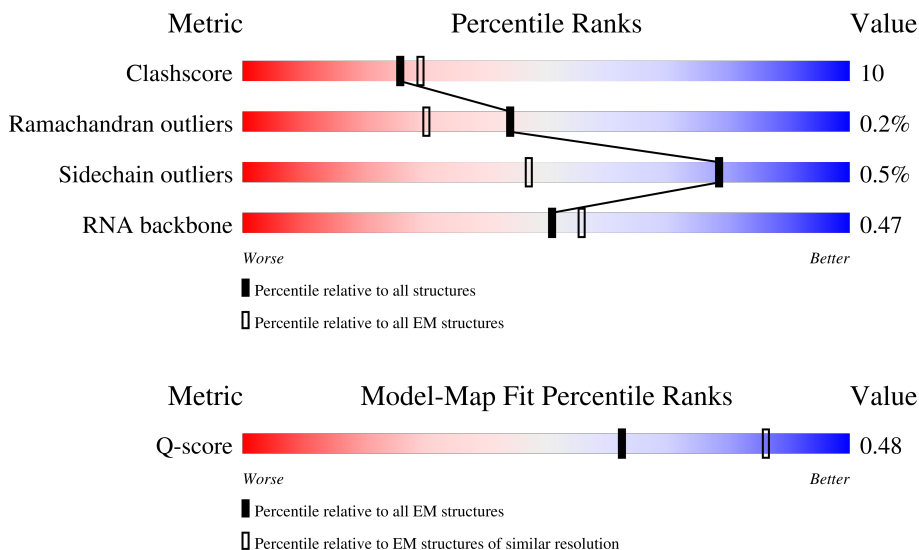 Metric Percentile Ranks Value
Clashscore 10
Ramachandran outliers 0.2%
Sidechain outliers 0.5%
RNA backbone 0.47
Worse Better
Percentile relative to all structures
Percentile relative to all EM structures
Metric Model-Map Fit Percentile Ranks Value
Q-score 0.48
Worse Better
Percentile relative to all EM structures
Percentile relative to EM structures of similar resolution